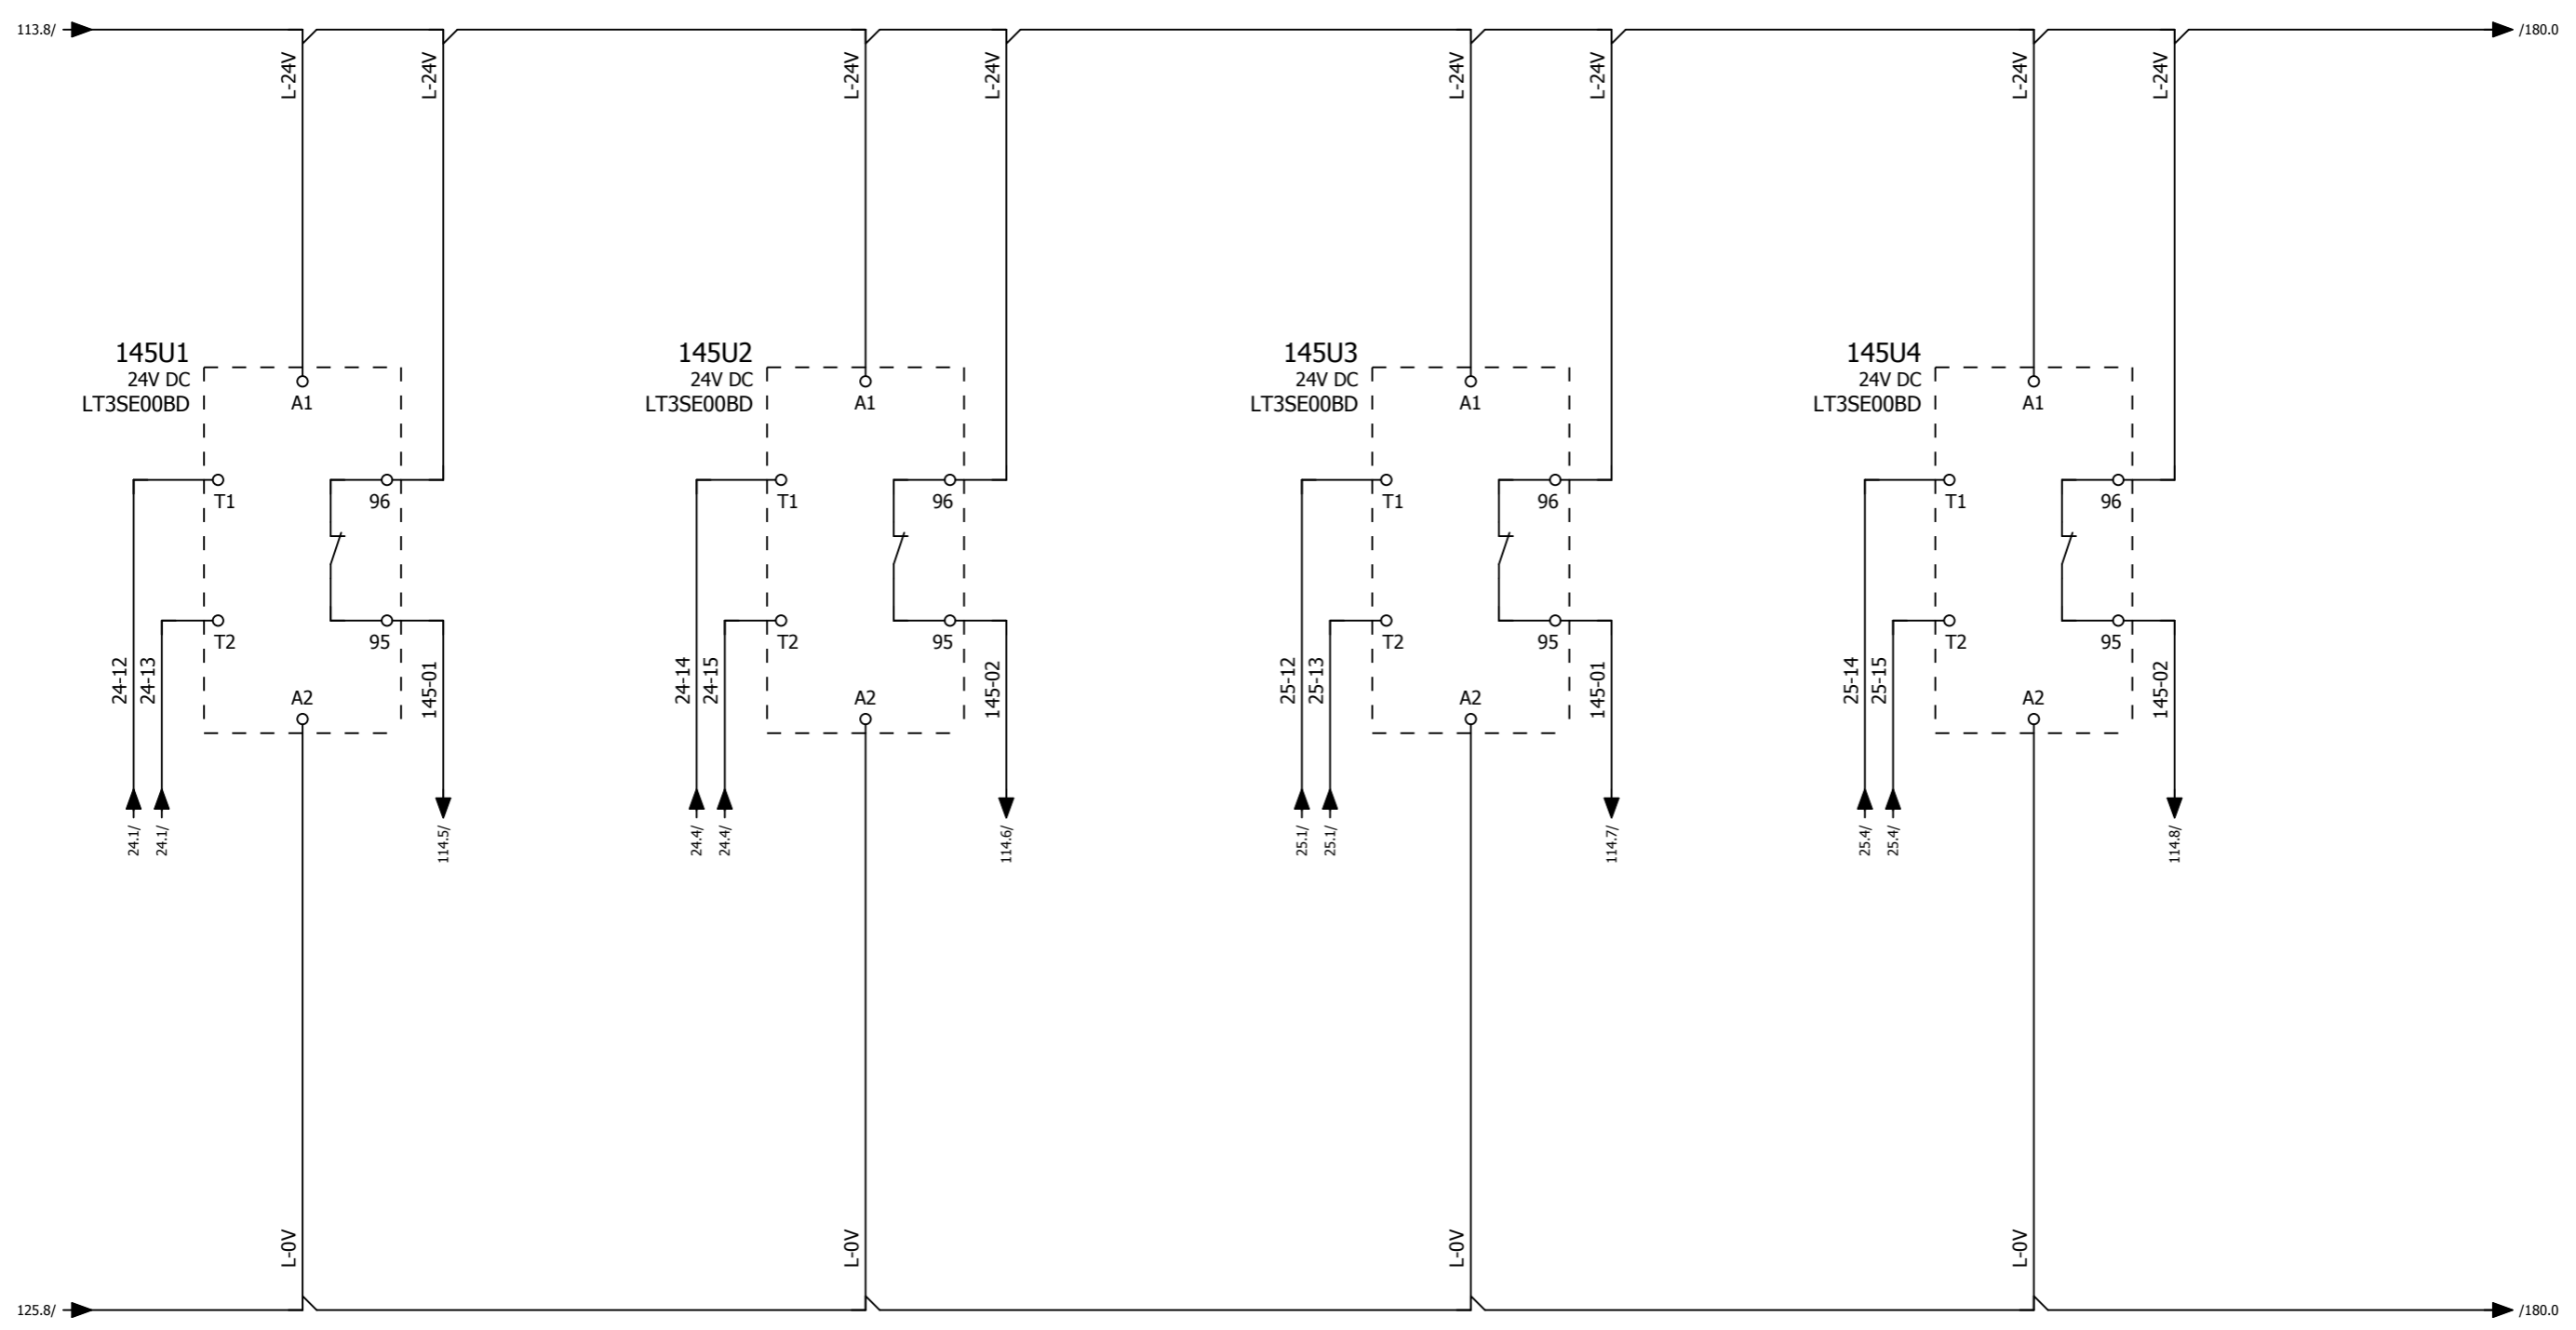 113.8/
/180.0
L-24V
L-24V
L-24V
L-24V
L-24V
L-24V
L-24V
L-24V
145U1
24V DC
LT3SE00BD
A1
T1
96
T2
95
A2
24-12
24-13
145-01
24.1/
24.1/
114.5/
145U2
24V DC
LT3SE00BD
A1
T1
96
T2
95
A2
24-14
24-15
145-02
24.4/
24.4/
114.6/
145U3
24V DC
LT3SE00BD
A1
T1
96
T2
95
A2
25-12
25-13
145-01
25.1/
25.1/
114.7/
145U4
24V DC
LT3SE00BD
A1
T1
96
T2
95
A2
25-14
25-15
145-02
25.4/
25.4/
114.8/
L-0V
L-0V
L-0V
L-0V
125.8/
/180.0